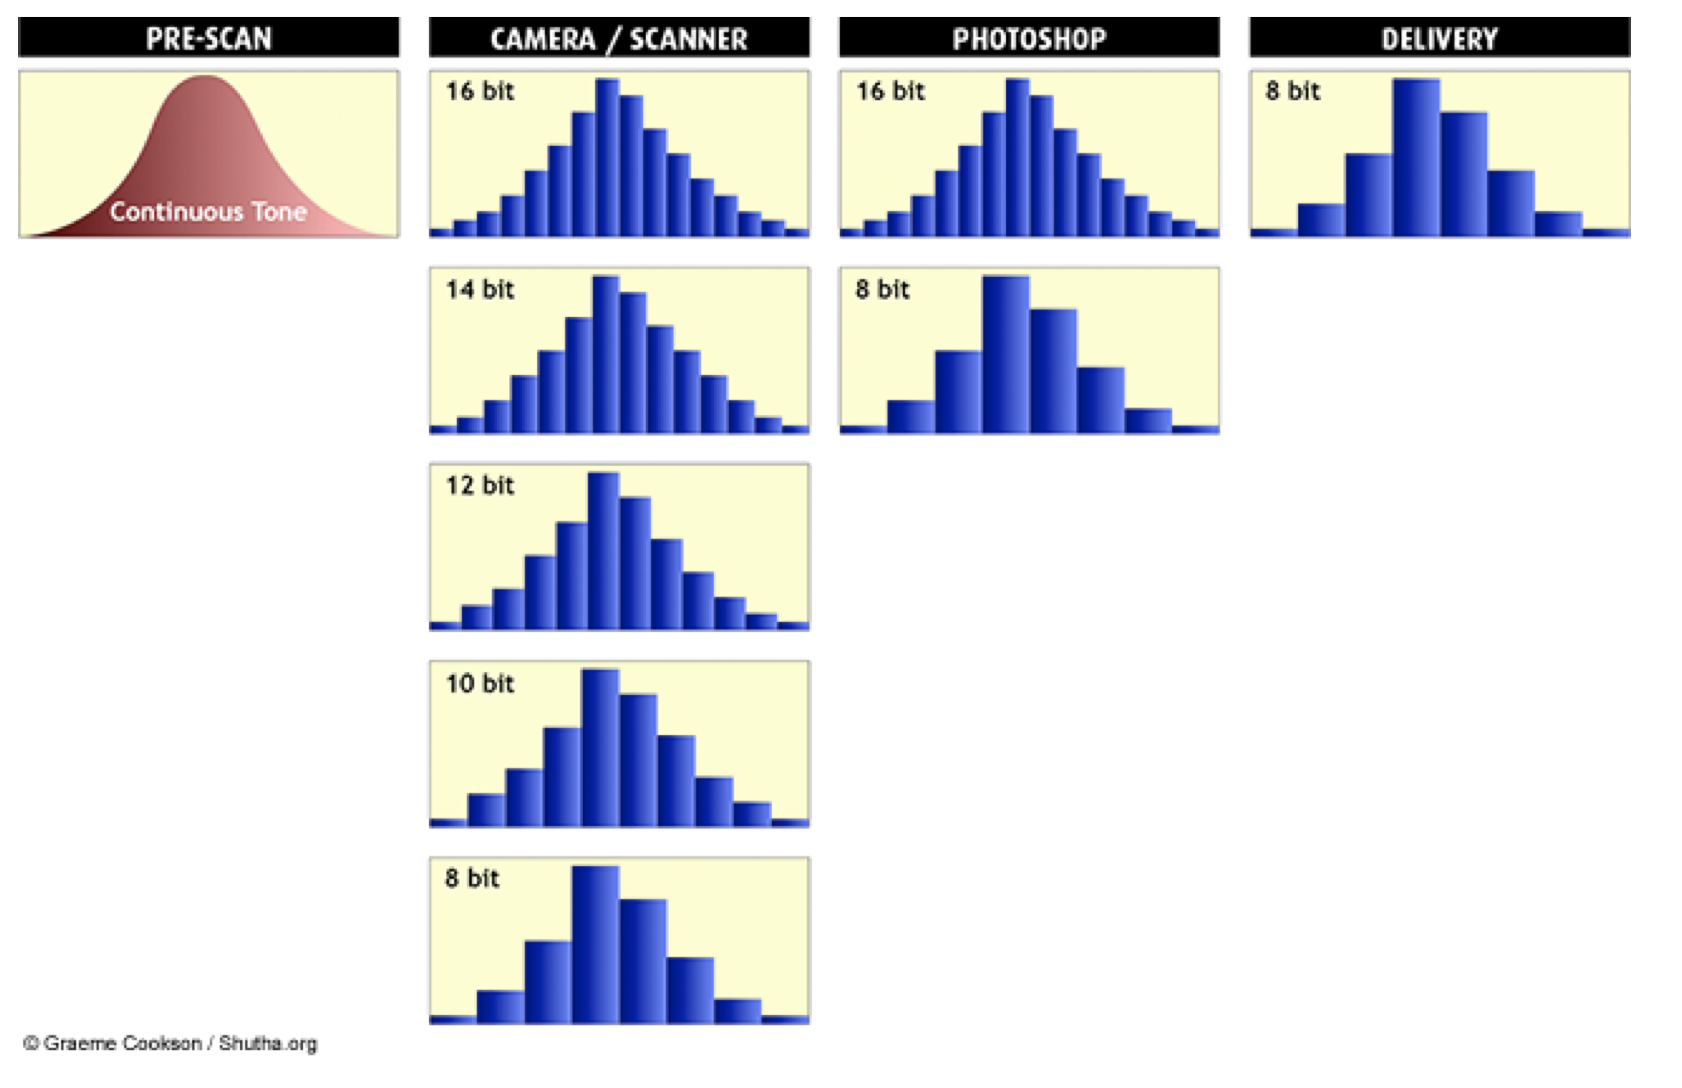 PRE-SCAN
CAMERA / SCANNER
PHOTOSHOP
DELIVERY
Continuous Tone
16 bit
16 bit
8 bit
14 bit
8 bit
12 bit
10 bit
8 bit
© Graeme Cookson / Shutha.org